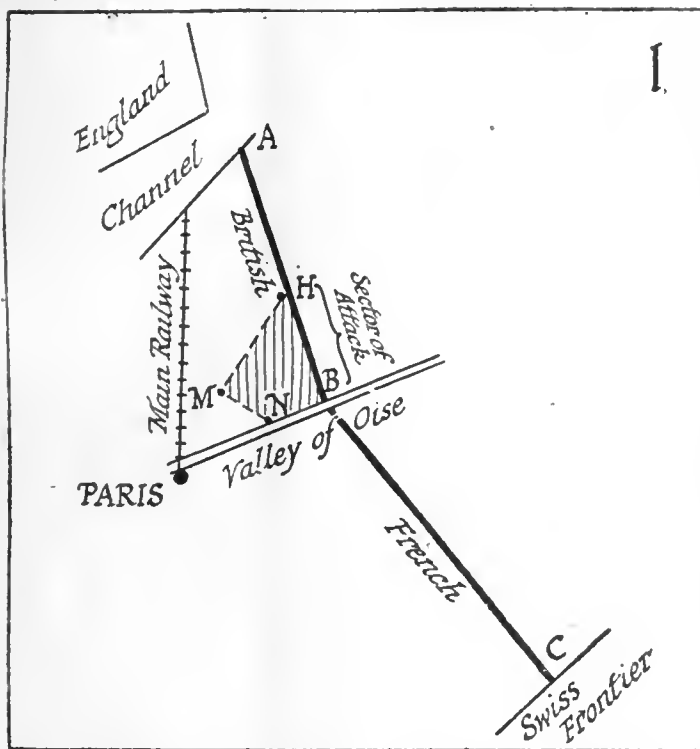 I.
England
Channel
A
British
Main Railway
H
Sector of
Attack
M
N
B
Valley of Oise
PARIS
French
C
Swiss
Frontier